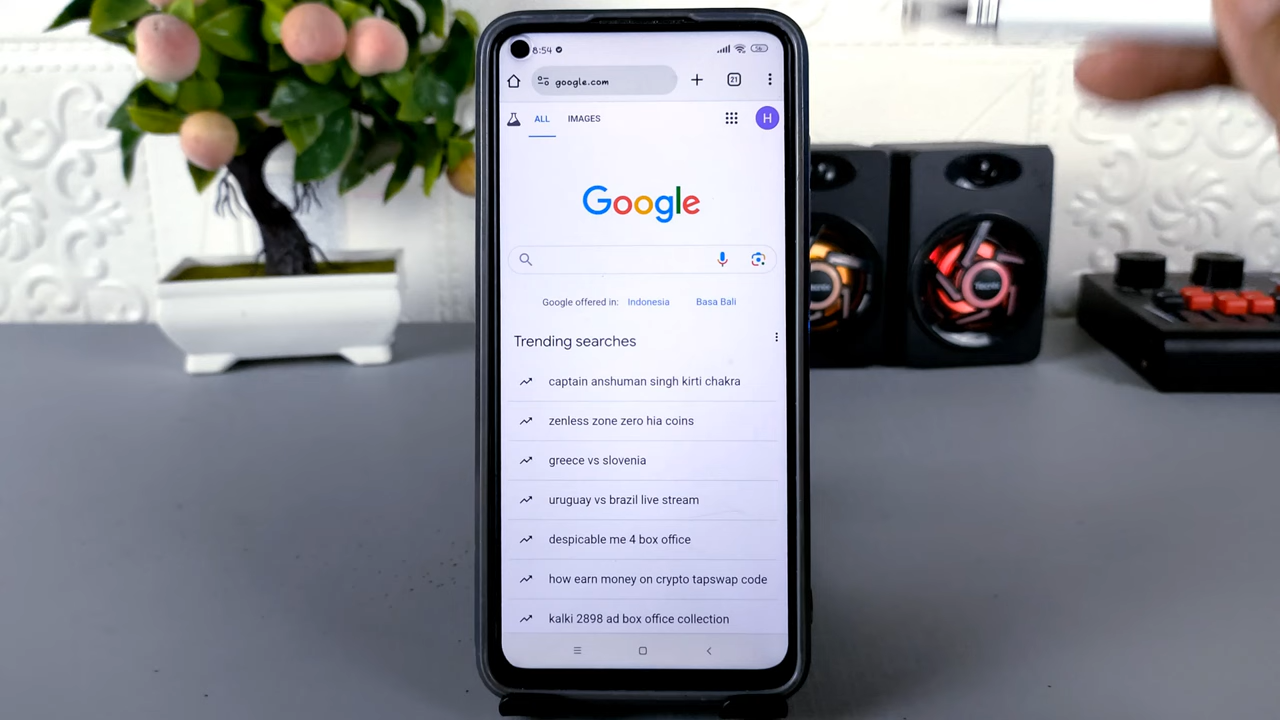 8:54
56
google.com
21
ALL IMAGES
H
Google
Google offered in: Indonesia Basa Bali
Trending searches
captain anshuman singh kirti chakra
zenless zone zero hia coins
greece vs slovenia
uruguay vs brazil live stream
despicable me 4 box office
how earn money on crypto tapswap code
kalki 2898 ad box office collection
Tecnix